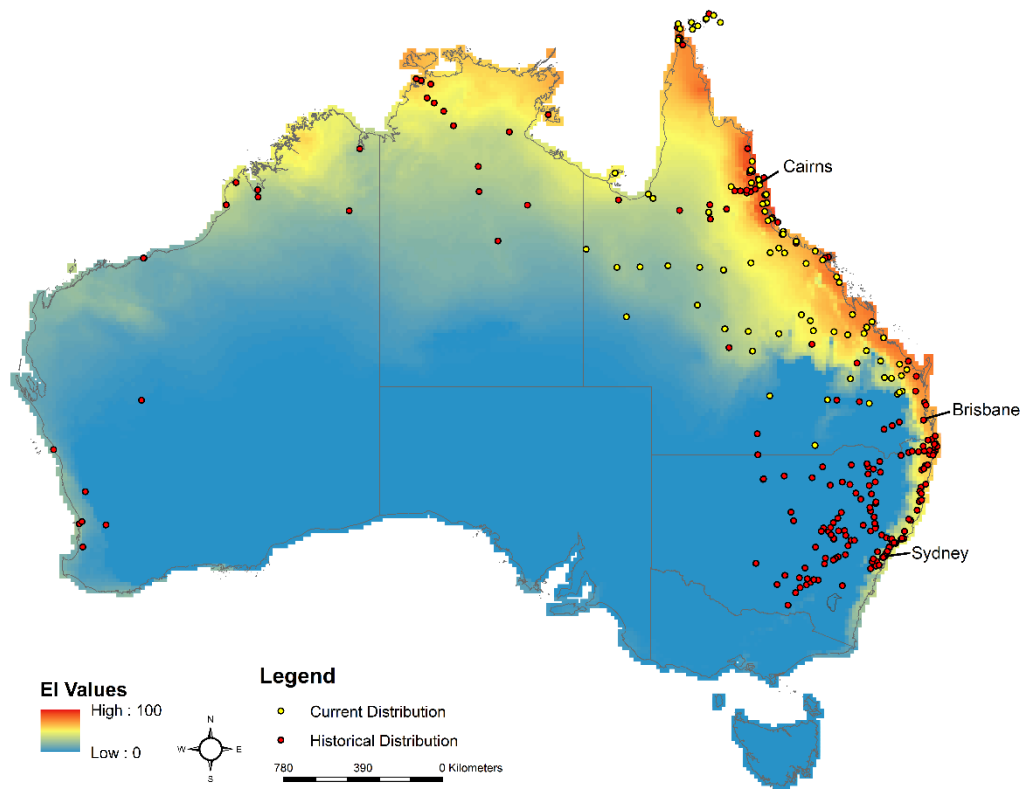 Cairns
Brisbane
Sydney
EI Values
High : 100
Low : 0
N
W E
S
Legend
Current Distribution
Historical Distribution
780 390 0 Kilometers